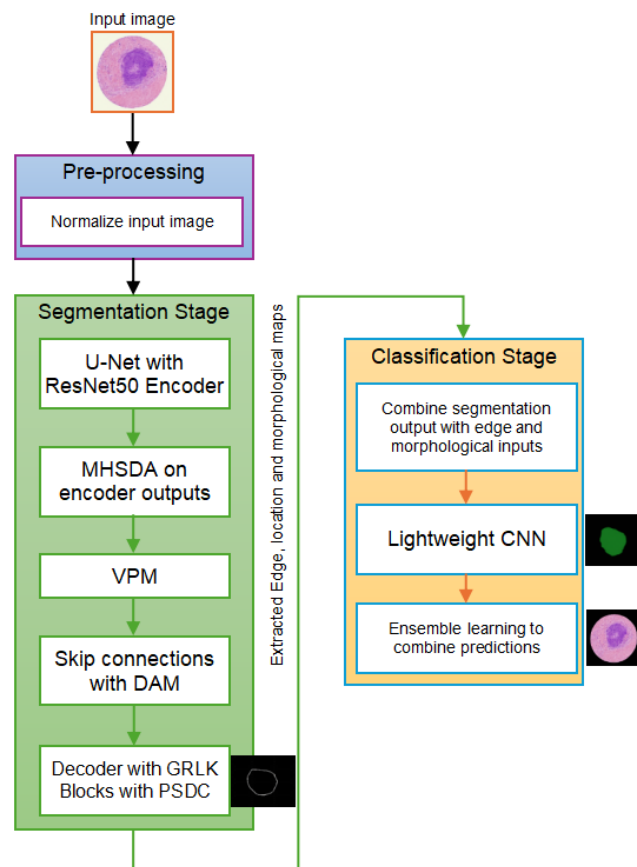 Input image
Pre-processing
Normalize input image
Segmentation Stage
U-Net with
ResNet50 Encoder
MHSDA on
encoder outputs
VPM
Skip connections
with DAM
Decoder with GRLK
Blocks with PSDC
Extracted Edge, location and morphological maps
Classification Stage
Combine segmentation
output with edge and
morphological inputs
Lightweight CNN
Ensemble learning to
combine predictions